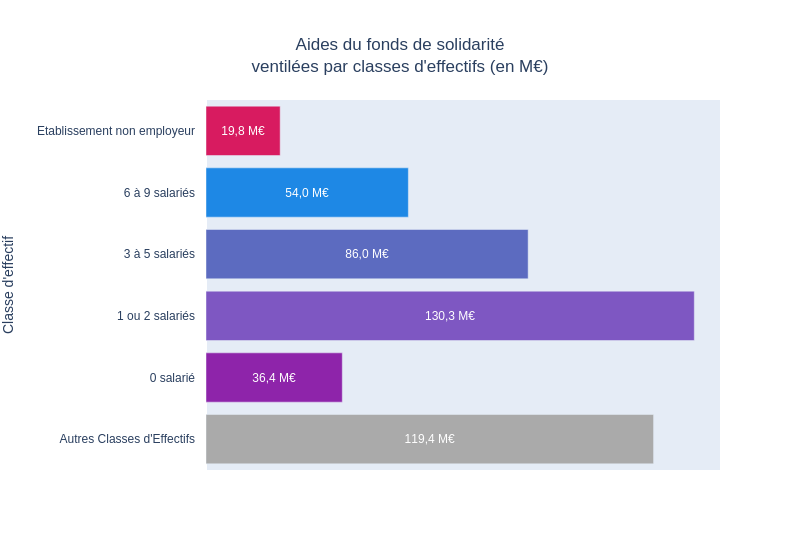 Aides du fonds de solidarité
ventilées par classes d'effectifs (en M€)
Classe d'effectif
Etablissement non employeur
19,8 M€
6 à 9 salariés
54,0 M€
3 à 5 salariés
86,0 M€
1 ou 2 salariés
130,3 M€
0 salarié
36,4 M€
Autres Classes d'Effectifs
119,4 M€